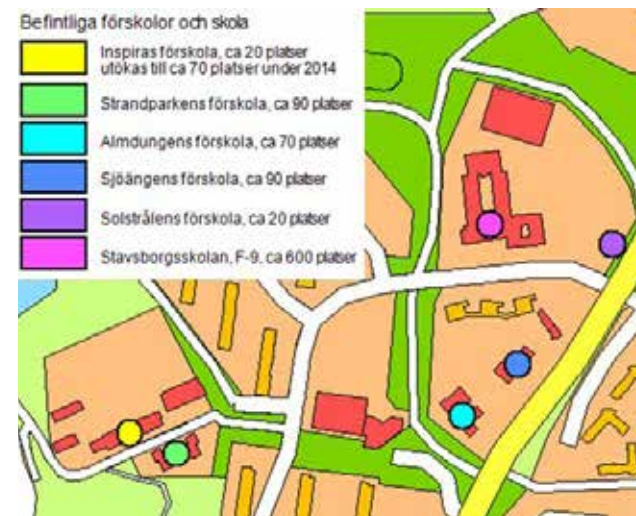 Befintliga förskolor och skola
Inspiras förskola, ca 20 platser
utökas till ca 70 platser under 2014
Strandparkens förskola, ca 90 platser
Almdungens förskola, ca 70 platser
Sjöängens förskola, ca 90 platser
Solstrålens förskola, ca 20 platser
Stavsborgsskolan, F-9, ca 600 platser